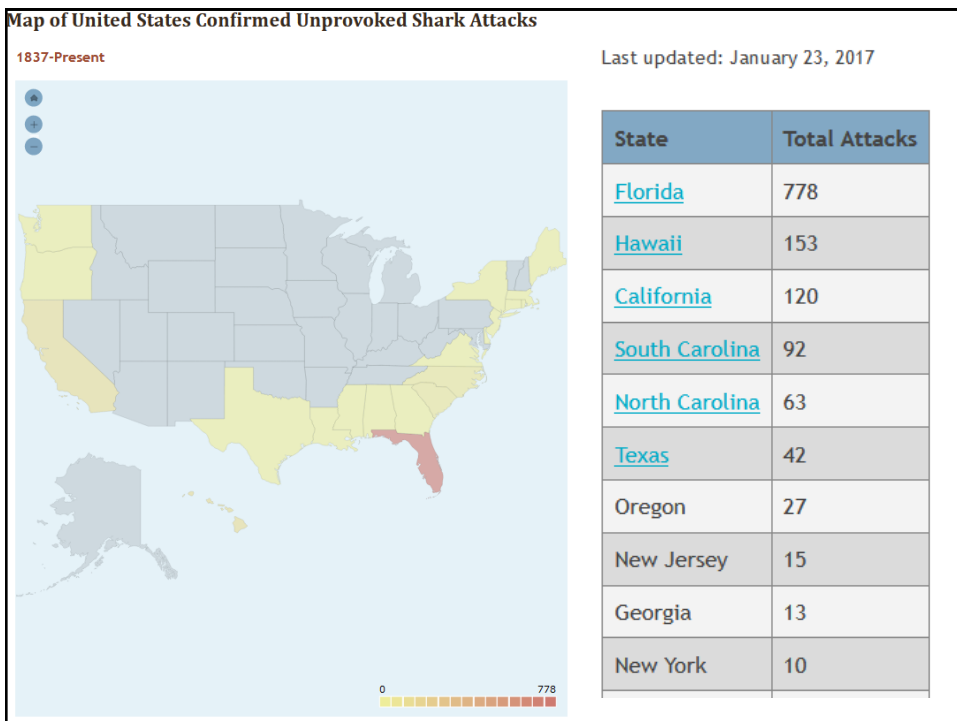 Map of United States Confirmed Unprovoked Shark Attacks
1837-Present
Last updated: January 23, 2017
State Total Attacks
Florida 778
Hawaii 153
California 120
South Carolina 92
North Carolina 63
Texas 42
Oregon 27
New Jersey 15
Georgia 13
New York 10
0 778